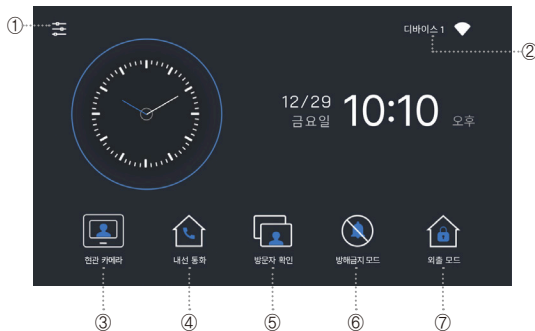 ①
디바이스 1
②
12/29
금요일
10:10 오후
현관 카메라
내선 통화
방문자 확인
방해금지 모드
외출 모드
③
④
⑤
⑥
⑦